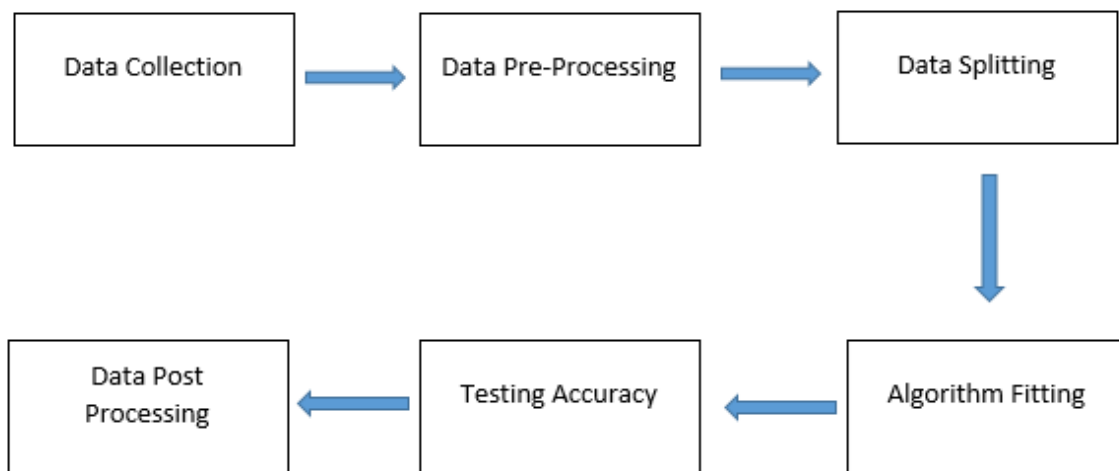 Data Collection
Data Pre-Processing
Data Splitting
Algorithm Fitting
Testing Accuracy
Data Post
Processing